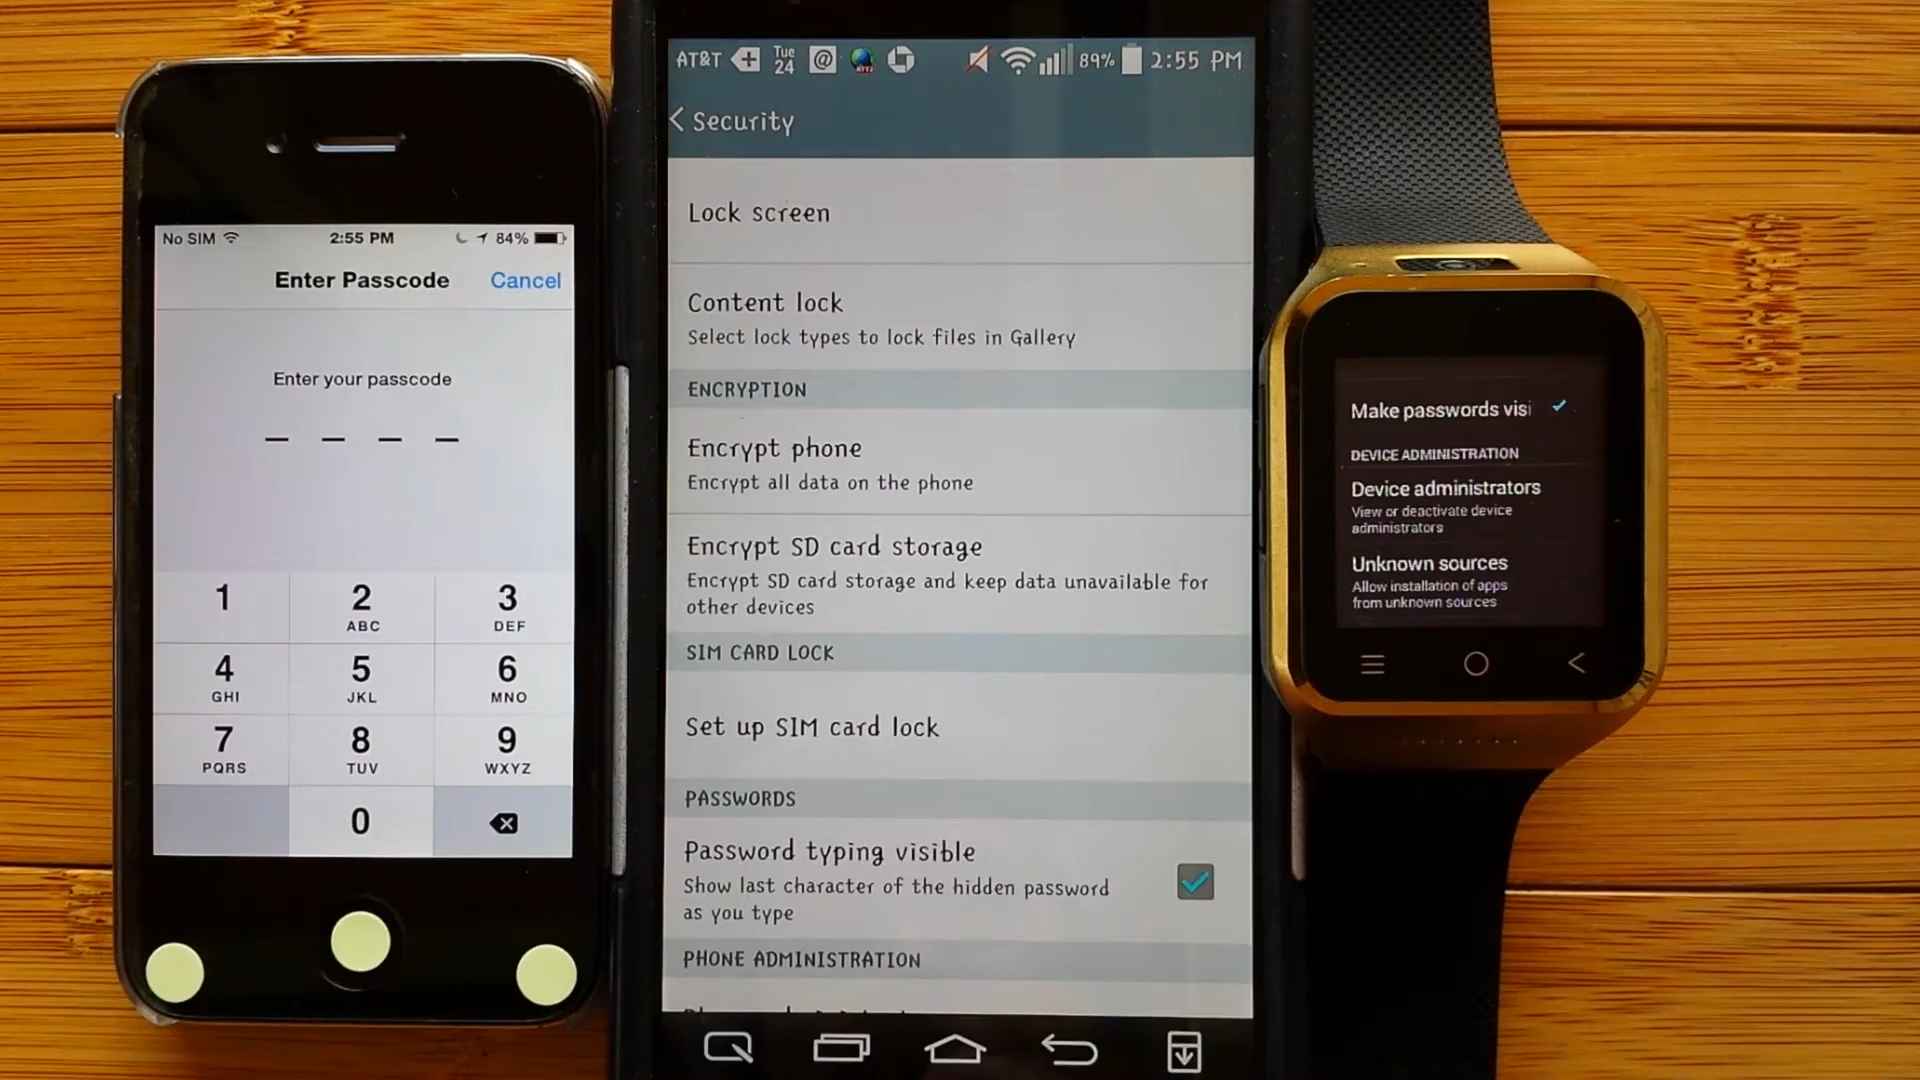 No SIM 2:55 PM 84%
Enter Passcode Cancel
Enter your passcode
1 2 3
ABC DEF
4 5 6
GHI JKL MNO
7 8 9
PQRS TUV WXYZ
0
AT&T Tue 24 @ 89% 2:55 PM
Security
Lock screen
Content lock
Select lock types to lock files in Gallery
ENCRYPTION
Encrypt phone
Encrypt all data on the phone
Encrypt SD card storage
Encrypt SD card storage and keep data unavailable for
other devices
SIM CARD LOCK
Set up SIM card lock
PASSWORDS
Password typing visible
Show last character of the hidden password
as you type
PHONE ADMINISTRATION
Make passwords visi
DEVICE ADMINISTRATION
Device administrators
View or deactivate device
administrators
Unknown sources
Allow installation of apps
from unknown sources